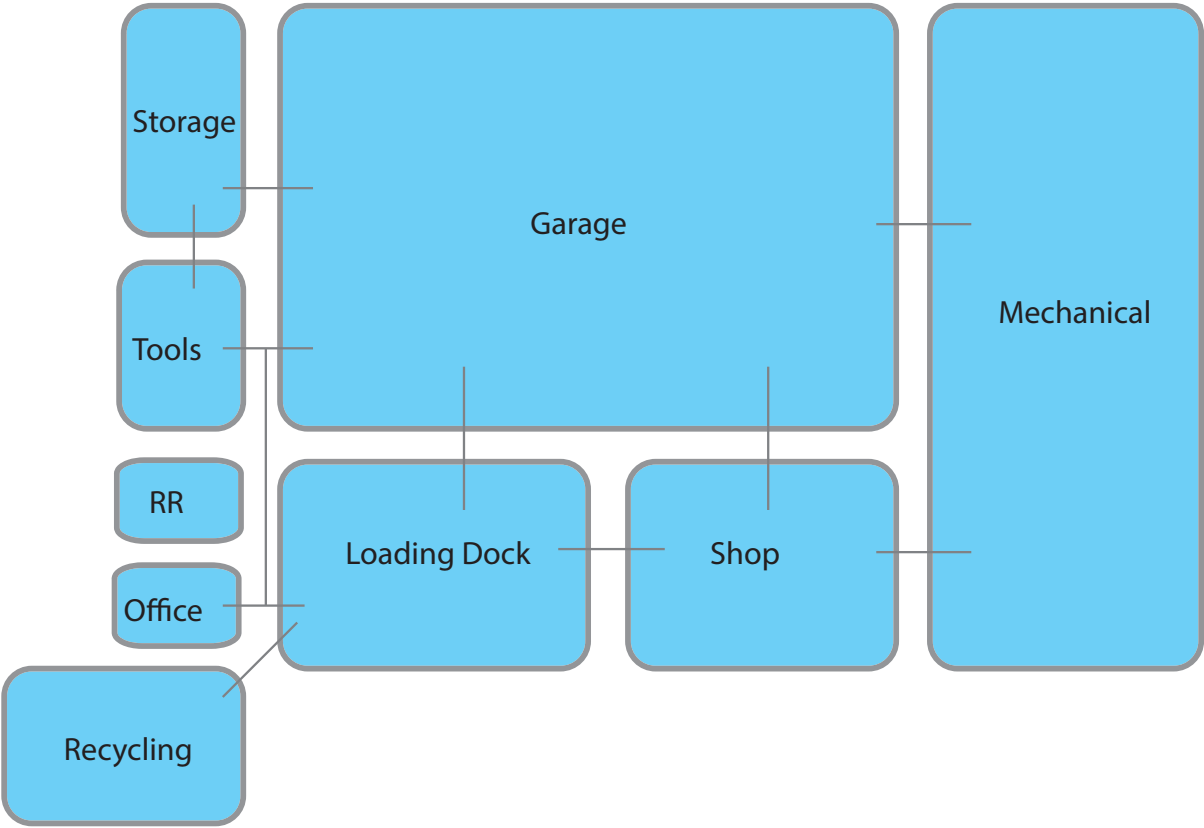 Storage
Garage
Mechanical
Tools
RR
Loading Dock
Shop
Office
Recycling